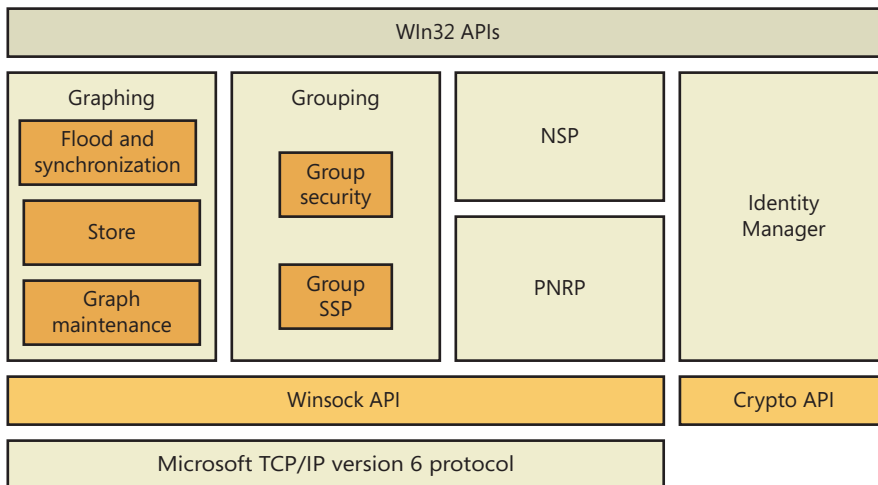 WIn32 APIs
Graphing
Flood and
synchronization
Store
Graph
maintenance
Grouping
Group
security
Group
SSP
NSP
PNRP
Identity
Manager
Winsock API
Crypto API
Microsoft TCP/IP version 6 protocol